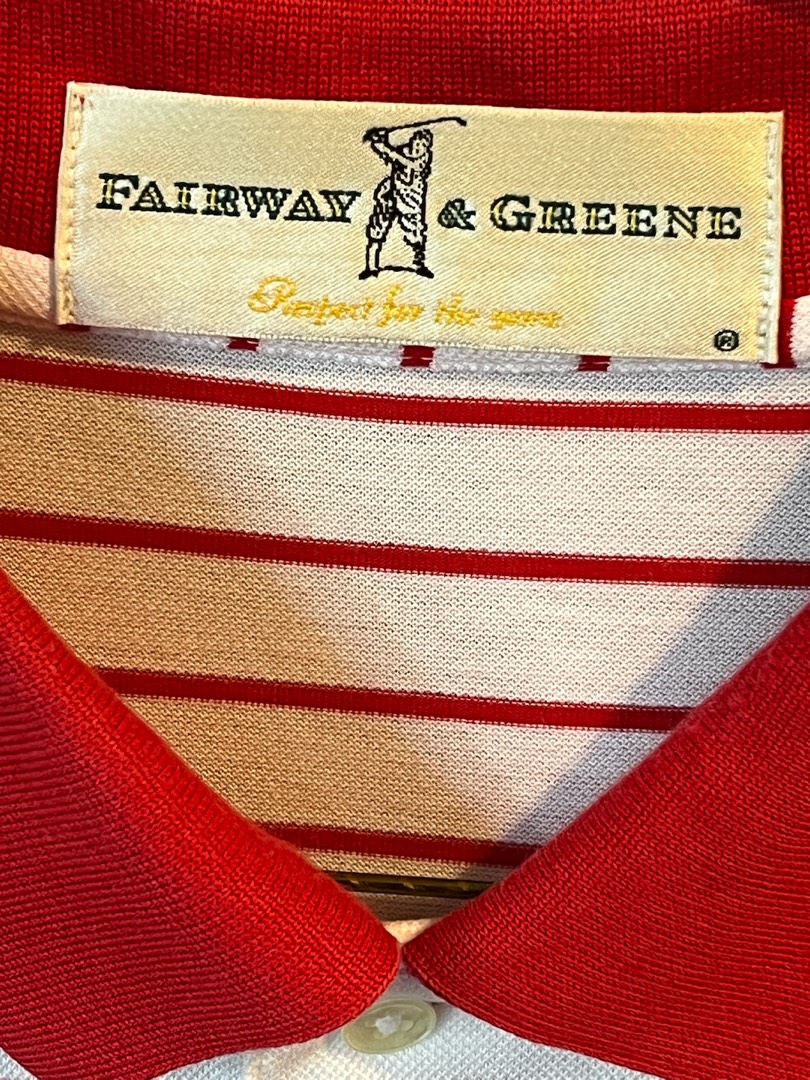 FAIRWAY & GREENE
Respect for the game
®